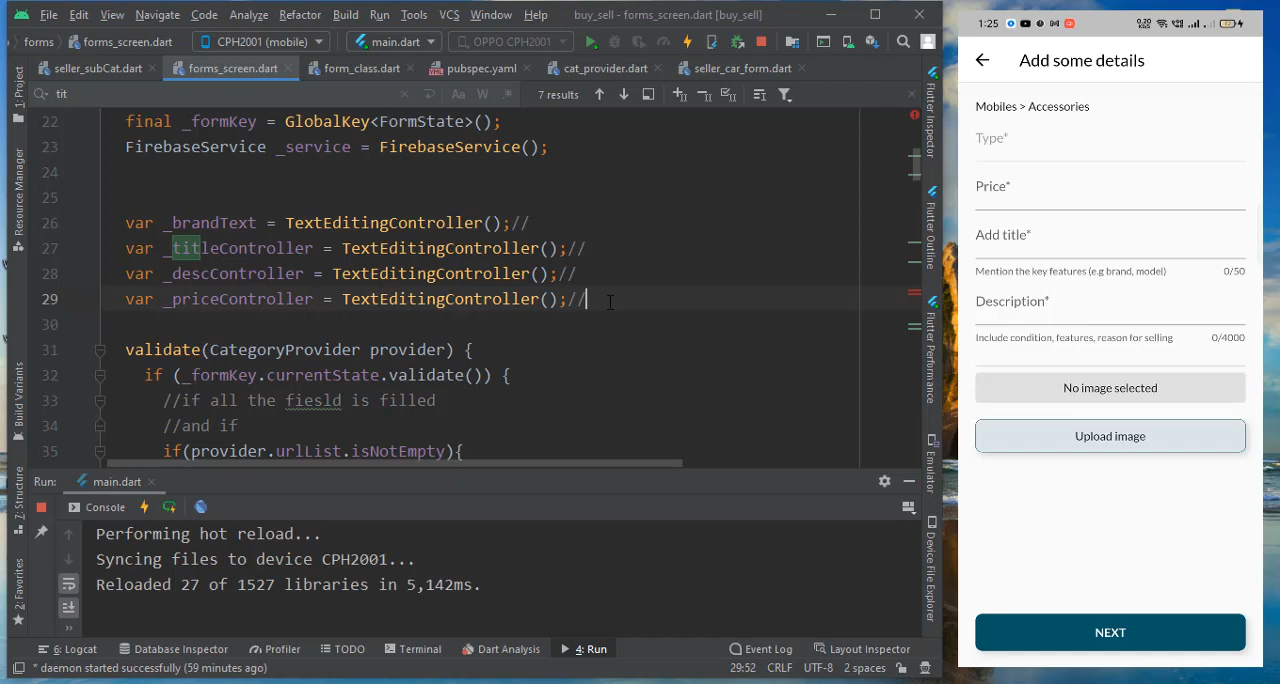 File Edit View Navigate Code Analyze Refactor Build Run Tools VCS Window Help buy_sell - forms_screen.dart [buy_sell]
forms forms_screen.dart CPH2001 (mobile) main.dart OPPO CPH2001
seller_subCat.dart forms_screen.dart form_class.dart pubspec.yaml cat_provider.dart seller_car_form.dart
tit 7 results
22 final _formKey = GlobalKey<FormState>();
23 FirebaseService _service = FirebaseService();
24
25
26 var _brandText = TextEditingController();//
27 var _titleController = TextEditingController();//
28 var _descController = TextEditingController();//
29 var _priceController = TextEditingController();//
30
31 validate(CategoryProvider provider) {
32 if (_formKey.currentState.validate()) {
33 //if all the fiesld is filled
34 //and if
35 if(provider.urlList.isNotEmpty){
Run: main.dart
Console
Performing hot reload...
Syncing files to device CPH2001...
Reloaded 27 of 1527 libraries in 5,142ms.
6: Logcat Database Inspector Profiler TODO Terminal Dart Analysis 4: Run Event Log Layout Inspector
* daemon started successfully (59 minutes ago) 29:52 CRLF UTF-8 2 spaces
1: Project
Resource Manager
Build Variants
7: Structure
2: Favorites
Flutter Inspector
Flutter Outline
Flutter Performance
Emulator
Device File Explorer
1:25
Add some details
Mobiles > Accessories
Type*
Price*
Add title*
Mention the key features (e.g brand, model) 0/50
Description*
Include condition, features, reason for selling 0/4000
No image selected
Upload image
NEXT